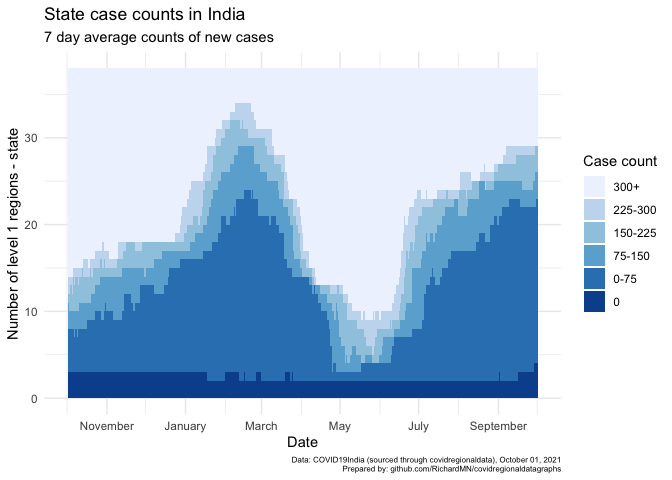 State case counts in India
7 day average counts of new cases
Number of level 1 regions - state
30
20
10
0
November January March May July September
Date
Case count
300+
225-300
150-225
75-150
0-75
0
Data: COVID19India (sourced through covidregionaldata), October 01, 2021
Prepared by: github.com/RichardMN/covidregionaldatagraphs